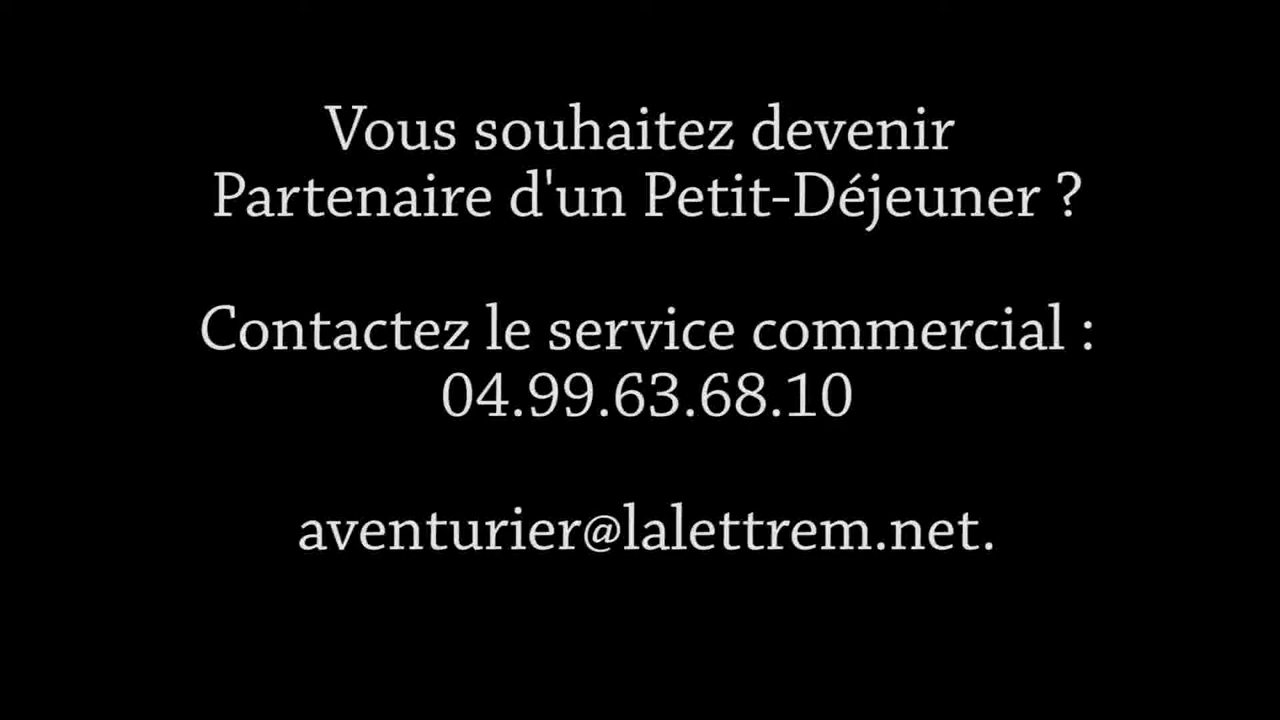 Vous souhaitez devenir
Partenaire d'un Petit-Déjeuner ?
Contactez le service commercial :
04.99.63.68.10
aventurier@lalettrem.net.